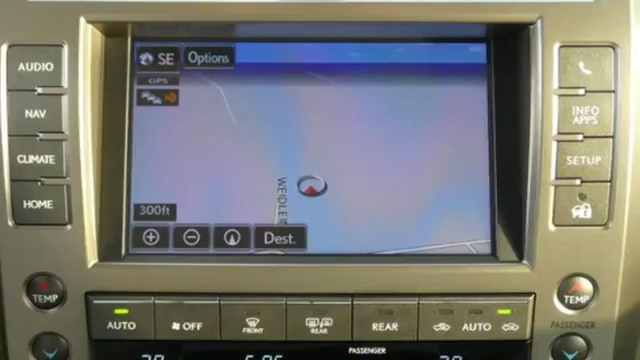 AUDIO
NAV
CLIMATE
HOME
SE Options
GPS
WEIDLER
300ft
Dest.
INFO
APPS
SETUP
TEMP
AUTO
OFF
FRONT
REAR
REAR
AUTO
TEMP
PASSENGER
PASSENGER